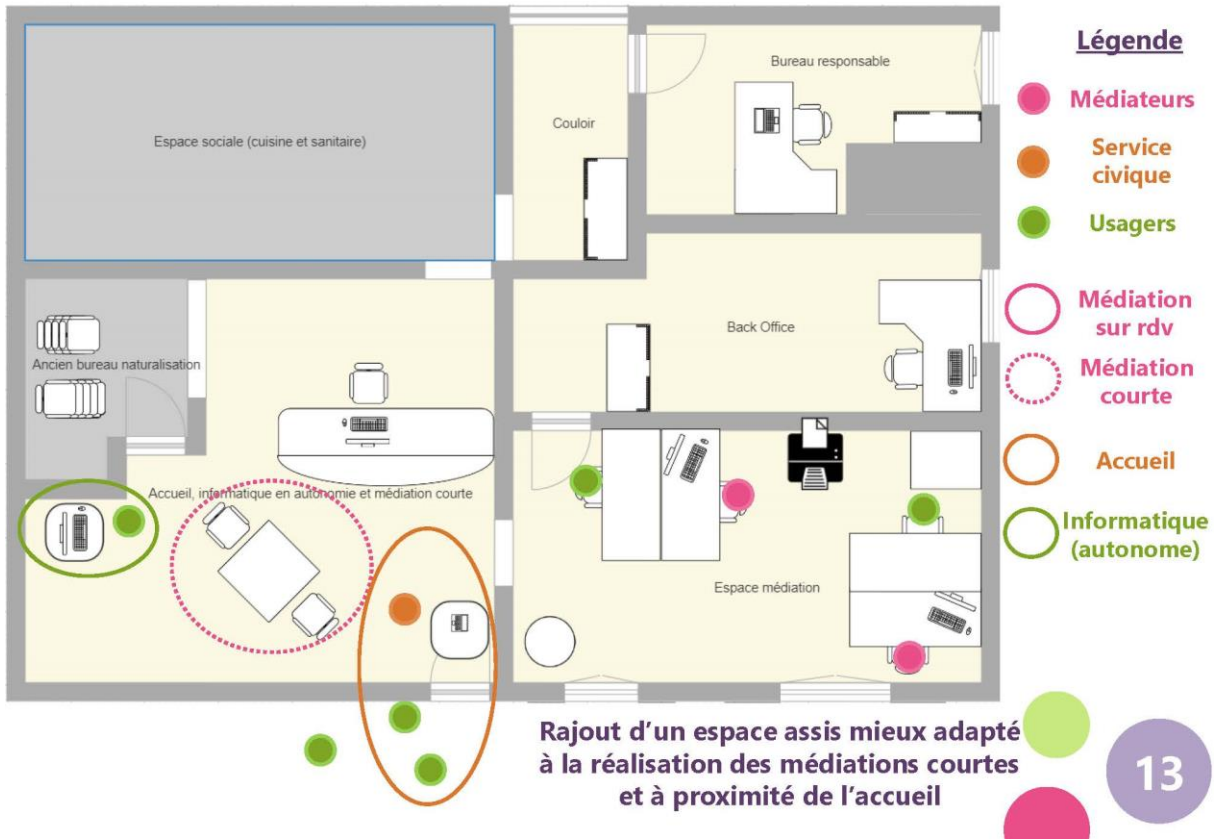 Espace sociale (cuisine et sanitaire)
Couloir
Bureau responsable
Back Office
Ancien bureau naturalisation
Accueil, informatique en autonomie et médiation courte
Espace médiation
Légende
Médiateurs
Service
civique
Usagers
Médiation
sur rdv
Médiation
courte
Accueil
Informatique
(autonome)
Rajout d’un espace assis mieux adapté
à la réalisation des médiations courtes
et à proximité de l’accueil
13